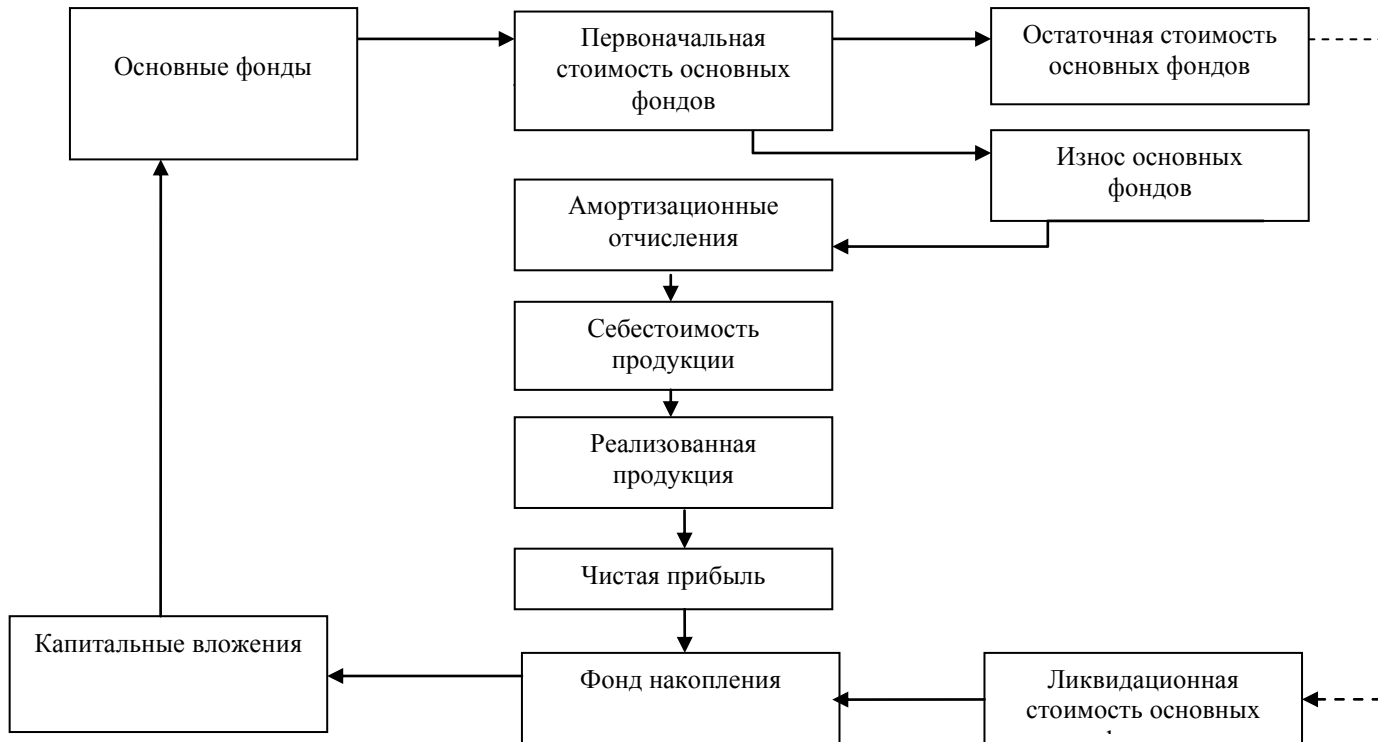 Основные фонды
Первоначальная
стоимость основных
фондов
Остаточная стоимость
основных фондов
Износ основных
фондов
Амортизационные
отчисления
Себестоимость
продукции
Реализованная
продукция
Чистая прибыль
Капитальные вложения
Фонд накопления
Ликвидационная
стоимость основных